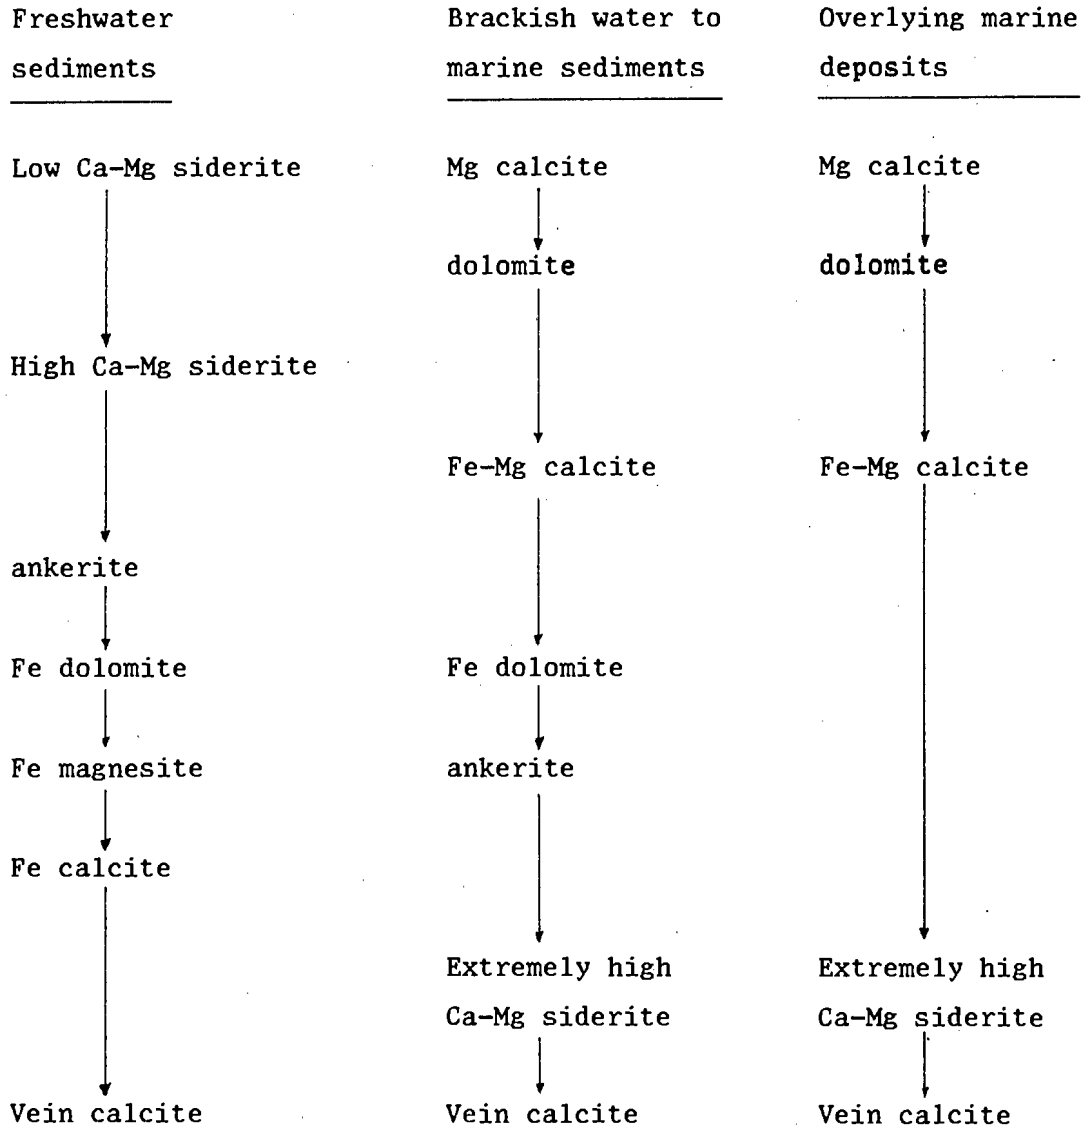 Freshwater
sediments
Low Ca-Mg siderite
High Ca-Mg siderite
ankerite
Fe dolomite
Fe magnesite
Fe calcite
Vein calcite
Brackish water to
marine sediments
Mg calcite
dolomite
Fe-Mg calcite
Fe dolomite
ankerite
Extremely high
Ca-Mg siderite
Vein calcite
Overlying marine
deposits
Mg calcite
dolomite
Fe-Mg calcite
Extremely high
Ca-Mg siderite
Vein calcite